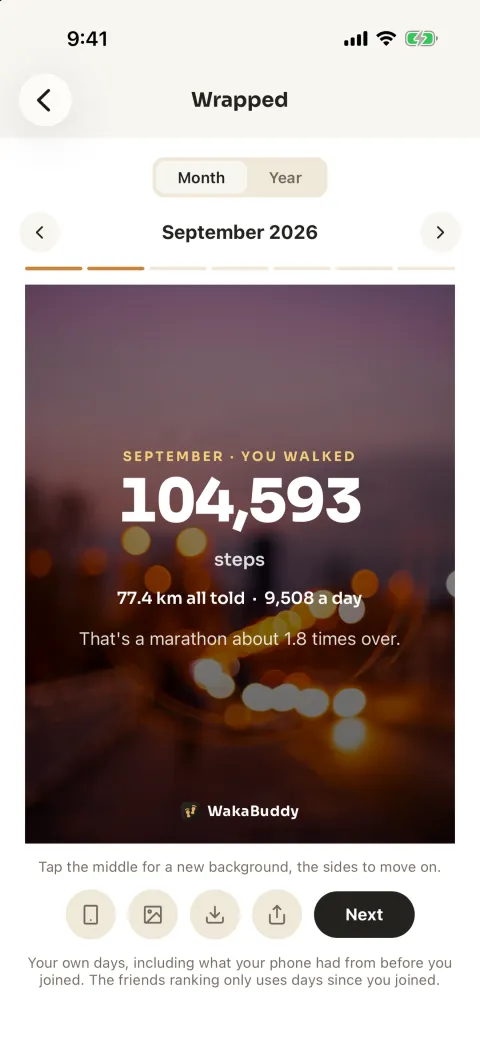 9:41
Wrapped
Month Year
September 2026
SEPTEMBER · YOU WALKED
104,593
steps
77.4 km all told · 9,508 a day
That's a marathon about 1.8 times over.
WakaBuddy
Tap the middle for a new background, the sides to move on.
Next
Your own days, including what your phone had from before you
joined. The friends ranking only uses days since you joined.